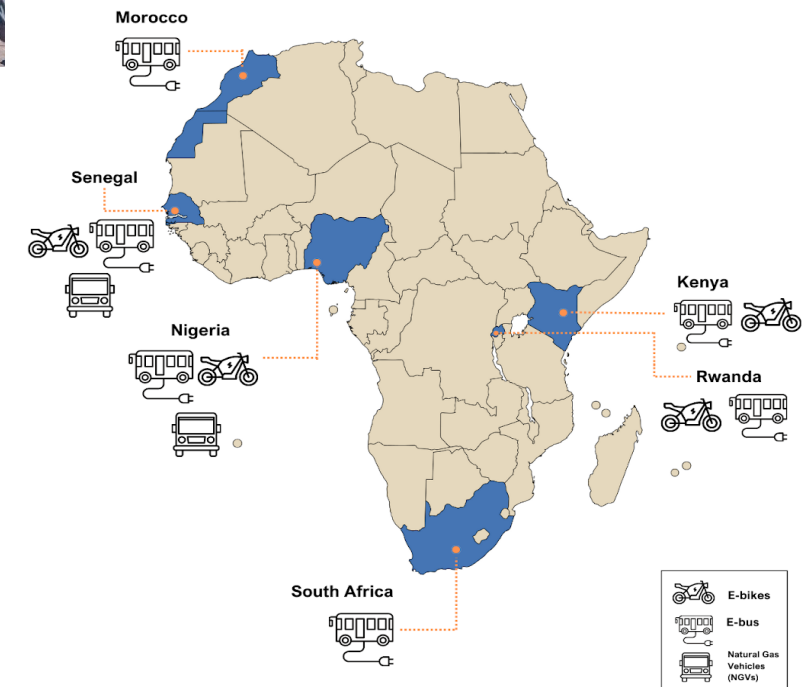 Morocco
Senegal
Nigeria
Kenya
Rwanda
South Africa
E-bikes
E-bus
Natural Gas
Vehicles
(NGVs)